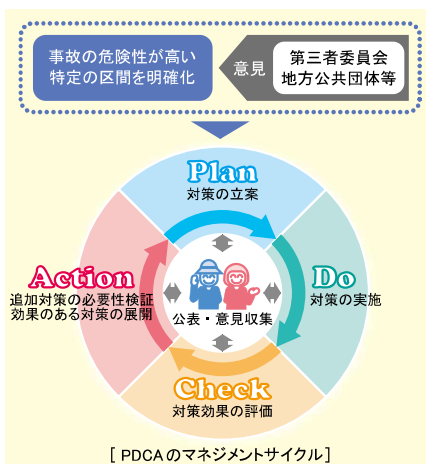 事故の危険性が高い
特定の区間を明確化
意見
第三者委員会
地方公共団体等
Plan
対策の立案
Action
追加対策の必要性検証
効果のある対策の展開
Do
対策の実施
公表・意見収集
Check
対策効果の評価
[ PDCAのマネジメントサイクル]